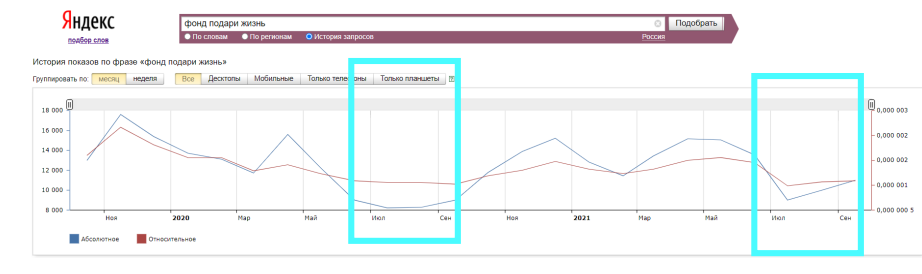 Яндекс
подбор слов
фонд подари жизнь
Подобрать
По словам По регионам История запросов Россия
История показов по фразе «фонд подари жизнь»
Группировать по: месяц неделя Все Десктопы Мобильные Только телефоны Только планшеты ?
18 000 0,000 003
16 000
14 000 0,000 002
12 000 0,000 002
10 000 0,000 001
8 000 0,000 000 5
Ноя 2020 Мар Май Июл Сен Ноя 2021 Мар Май Июл Сен
Абсолютное Относительное